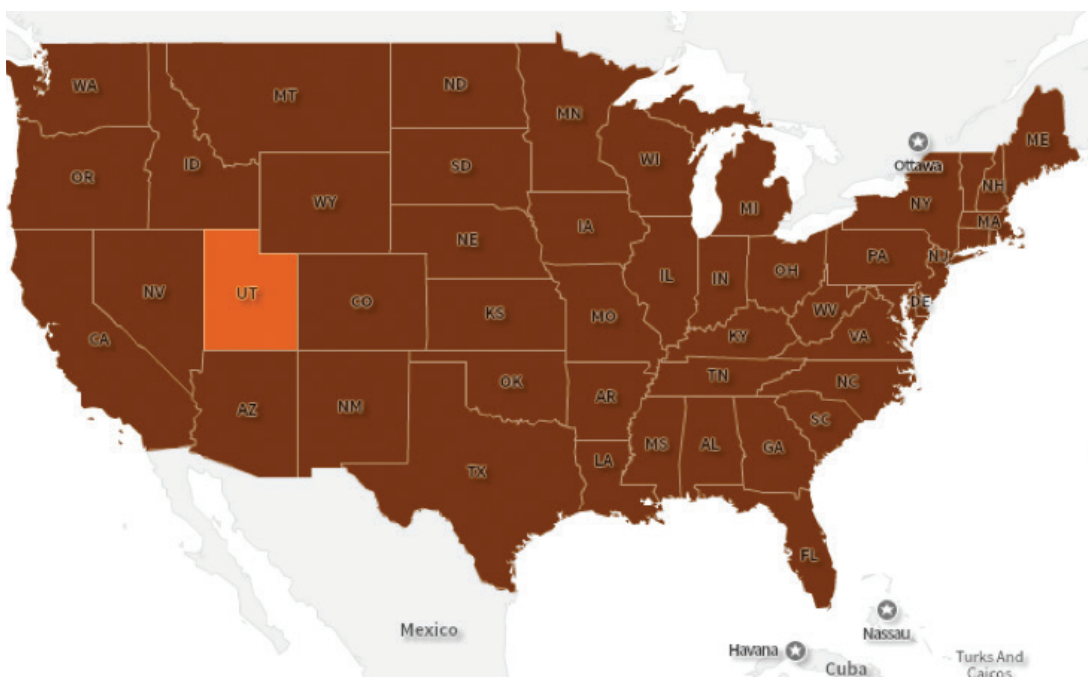 WA
MT
ND
MN
OR
ID
SD
WI
MI
ME
Ottawa
NH
NY
MA
WY
NE
IA
PA
NJ
NV
UT
CO
KS
MO
IL
IN
OH
WV
DE
VA
KY
CA
AZ
NM
OK
AR
TN
NC
SC
TX
LA
MS
AL
GA
FL
Mexico
Nassau
Havana
Cuba
Turks And
Caicos